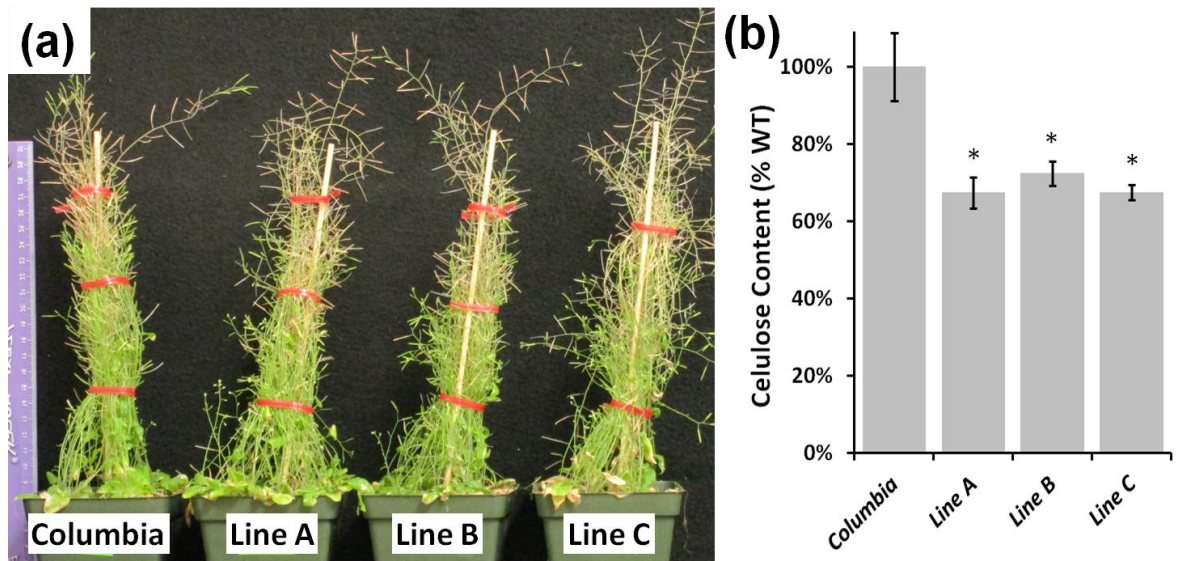 (a)
Columbia
Line A
Line B
Line C
(b)
Celulose Content (% WT)
100%
80%
60%
40%
20%
0%
*
*
*
Columbia
Line A
Line B
Line C